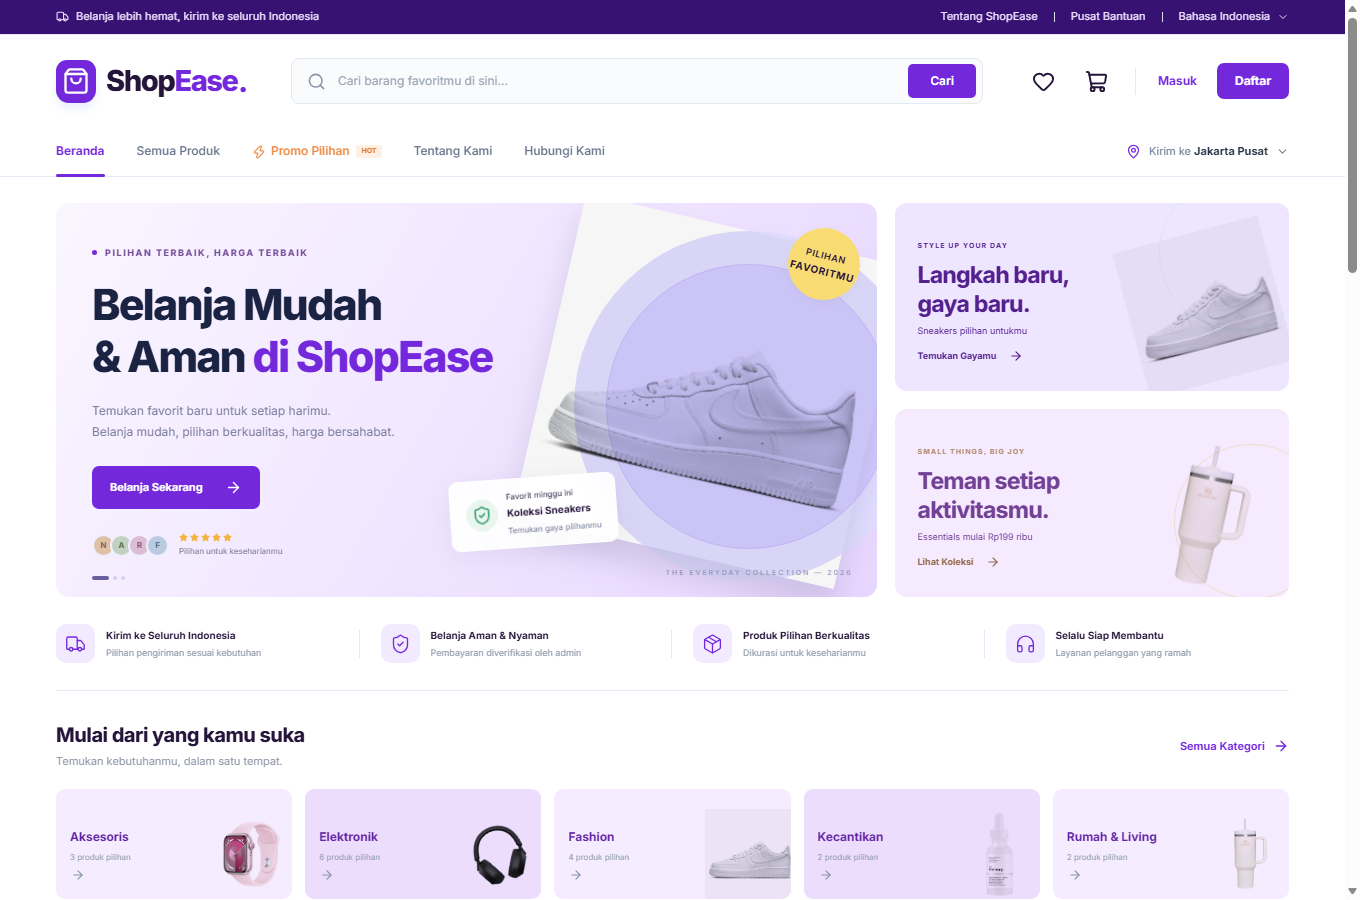 Belanja lebih hemat, kirim ke seluruh Indonesia
Tentang ShopEase
Pusat Bantuan
Bahasa Indonesia
ShopEase.
Cari barang favoritmu di sini...
Cari
Masuk
Daftar
Beranda
Semua Produk
Promo Pilihan
HOT
Tentang Kami
Hubungi Kami
Kirim ke Jakarta Pusat
PILIHAN TERBAIK, HARGA TERBAIK
Belanja Mudah
& Aman di ShopEase
Temukan favorit baru untuk setiap harimu.
Belanja mudah, pilihan berkualitas, harga bersahabat.
Belanja Sekarang
N A R F
Pilihan untuk keseharianmu
PILIHAN
FAVORITMU
Favorit minggu ini
Koleksi Sneakers
Temukan gaya pilihanmu
THE EVERYDAY COLLECTION — 2026
STYLE UP YOUR DAY
Langkah baru,
gaya baru.
Sneakers pilihan untukmu
Temukan Gayamu
SMALL THINGS, BIG JOY
Teman setiap
aktivitasmu.
Essentials mulai Rp199 ribu
Lihat Koleksi
Kirim ke Seluruh Indonesia
Pilihan pengiriman sesuai kebutuhan
Belanja Aman & Nyaman
Pembayaran diverifikasi oleh admin
Produk Pilihan Berkualitas
Dikurasi untuk keseharianmu
Selalu Siap Membantu
Layanan pelanggan yang ramah
Mulai dari yang kamu suka
Temukan kebutuhanmu, dalam satu tempat.
Semua Kategori
Aksesoris
3 produk pilihan
Elektronik
6 produk pilihan
Fashion
4 produk pilihan
Kecantikan
2 produk pilihan
Rumah & Living
2 produk pilihan